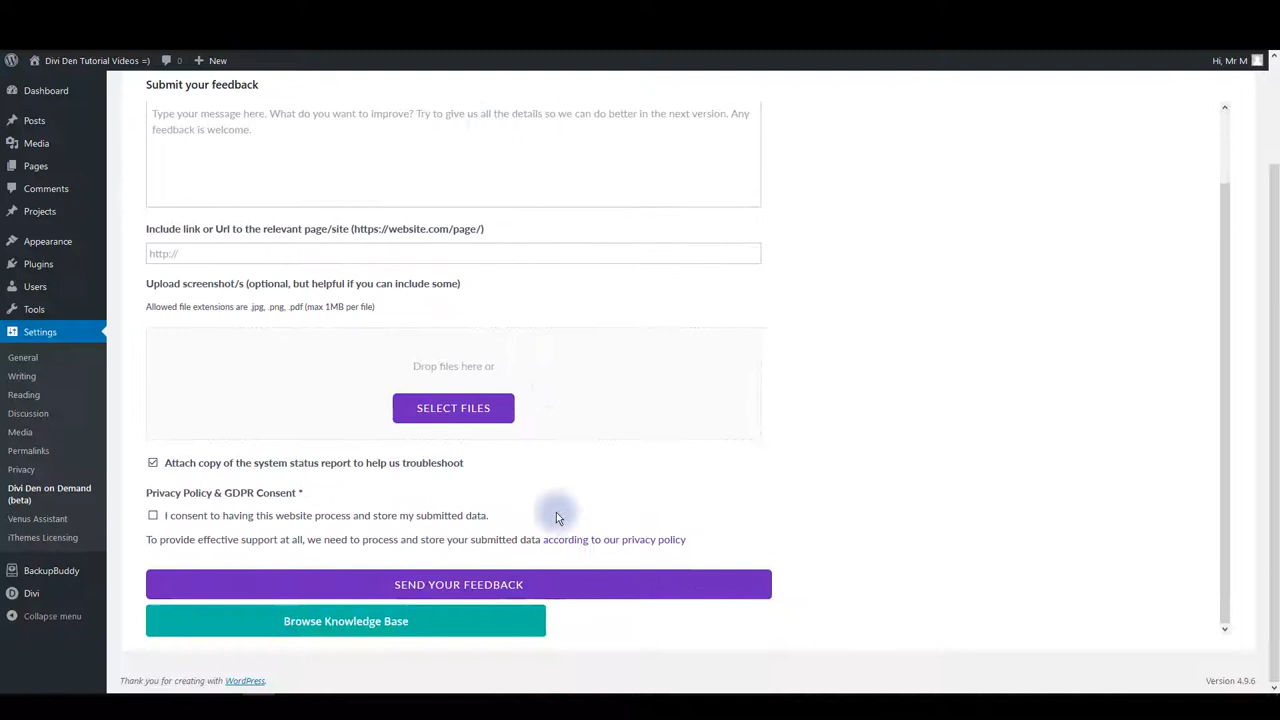 Divi Den Tutorial Videos =)
0
New
Hi, Mr M
Dashboard
Posts
Media
Pages
Comments
Projects
Appearance
Plugins
Users
Tools
Settings
General
Writing
Reading
Discussion
Media
Permalinks
Privacy
Divi Den on Demand
(beta)
Venus Assistant
iThemes Licensing
BackupBuddy
Divi
Collapse menu
Submit your feedback
Type your message here. What do you want to improve? Try to give us all the details so we can do better in the next version. Any
feedback is welcome.
Include link or Url to the relevant page/site (https://website.com/page/)
http://
Upload screenshot/s (optional, but helpful if you can include some)
Allowed file extensions are .jpg, .png, .pdf (max 1MB per file)
Drop files here or
SELECT FILES
Attach copy of the system status report to help us troubleshoot
Privacy Policy & GDPR Consent *
I consent to having this website process and store my submitted data.
To provide effective support at all, we need to process and store your submitted data according to our privacy policy
SEND YOUR FEEDBACK
Browse Knowledge Base
Thank you for creating with WordPress.
Version 4.9.6